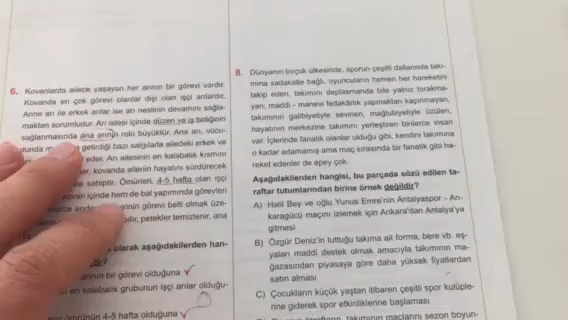 6. Kovanlarda ailece yaşayan her arının bir görevi vardır.
Kovanda en çok görevi olanlar dişi olan işçi arılardır.
Anne arı ile erkek arılar ise arı neslinin devamını sağla-
maktan sorumludur. Arı ailesi içinde düzen ve iş birliğinin
sağlanmasında ana arının rolü büyüktür. Ana arı, vücu-
dunda getirdiği bazı salgılarla ailedeki erkek ve
eder. Arı ailesinin en kalabalık kısmını
kovanda ailenin hayatını sürdürecek
sahiptir. Ömürleri, 4-5 hafta olan işçi
içinde hem de bal yapımında görevleri
görevi belli olmak üze-
petekler temizlenir, ana
olarak aşağıdakilerden han-
arının bir görevi olduğuna
en kalabalık grubunun işçi arılar olduğu-
ömrünün 4-5 hafta olduğuna
8. Dünyanın birçok ülkesinde, sporun çeşitli dallarında takı-
mına sadakatle bağlı, oyuncuların hemen her hareketini
takip eden, takımını deplasmanda bile yalnız bırakma-
yan; maddi - manevi fedakârlık yapmaktan kaçınmayan,
takımının galibiyetiyle sevinen, mağlubiyetiyle üzülen,
hayatının merkezine takımını yerleştiren binlerce insan
var. İçlerinde fanatik olanlar olduğu gibi, kendini takımına
o kadar adamamış ama maç sırasında bir fanatik gibi ha-
reket edenler de epey çok.
Aşağıdakilerden hangisi, bu parçada sözü edilen ta-
raftar tutumlarından birine örnek değildir?
A) Halil Bey ve oğlu Yunus Emre'nin Antalyaspor - An-
karagücü maçını izlemek için Ankara'dan Antalya'ya
gitmesi
B) Özgür Deniz'in tuttuğu takıma ait forma, bere vb. eş-
yaları maddi destek olmak amacıyla takımının ma-
ğazasından piyasaya göre daha yüksek fiyatlardan
satın alması
C) Çocukların küçük yaştan itibaren çeşitli spor kulüple-
rine giderek spor etkinliklerine başlaması
takımının maçlarını sezon boyun-